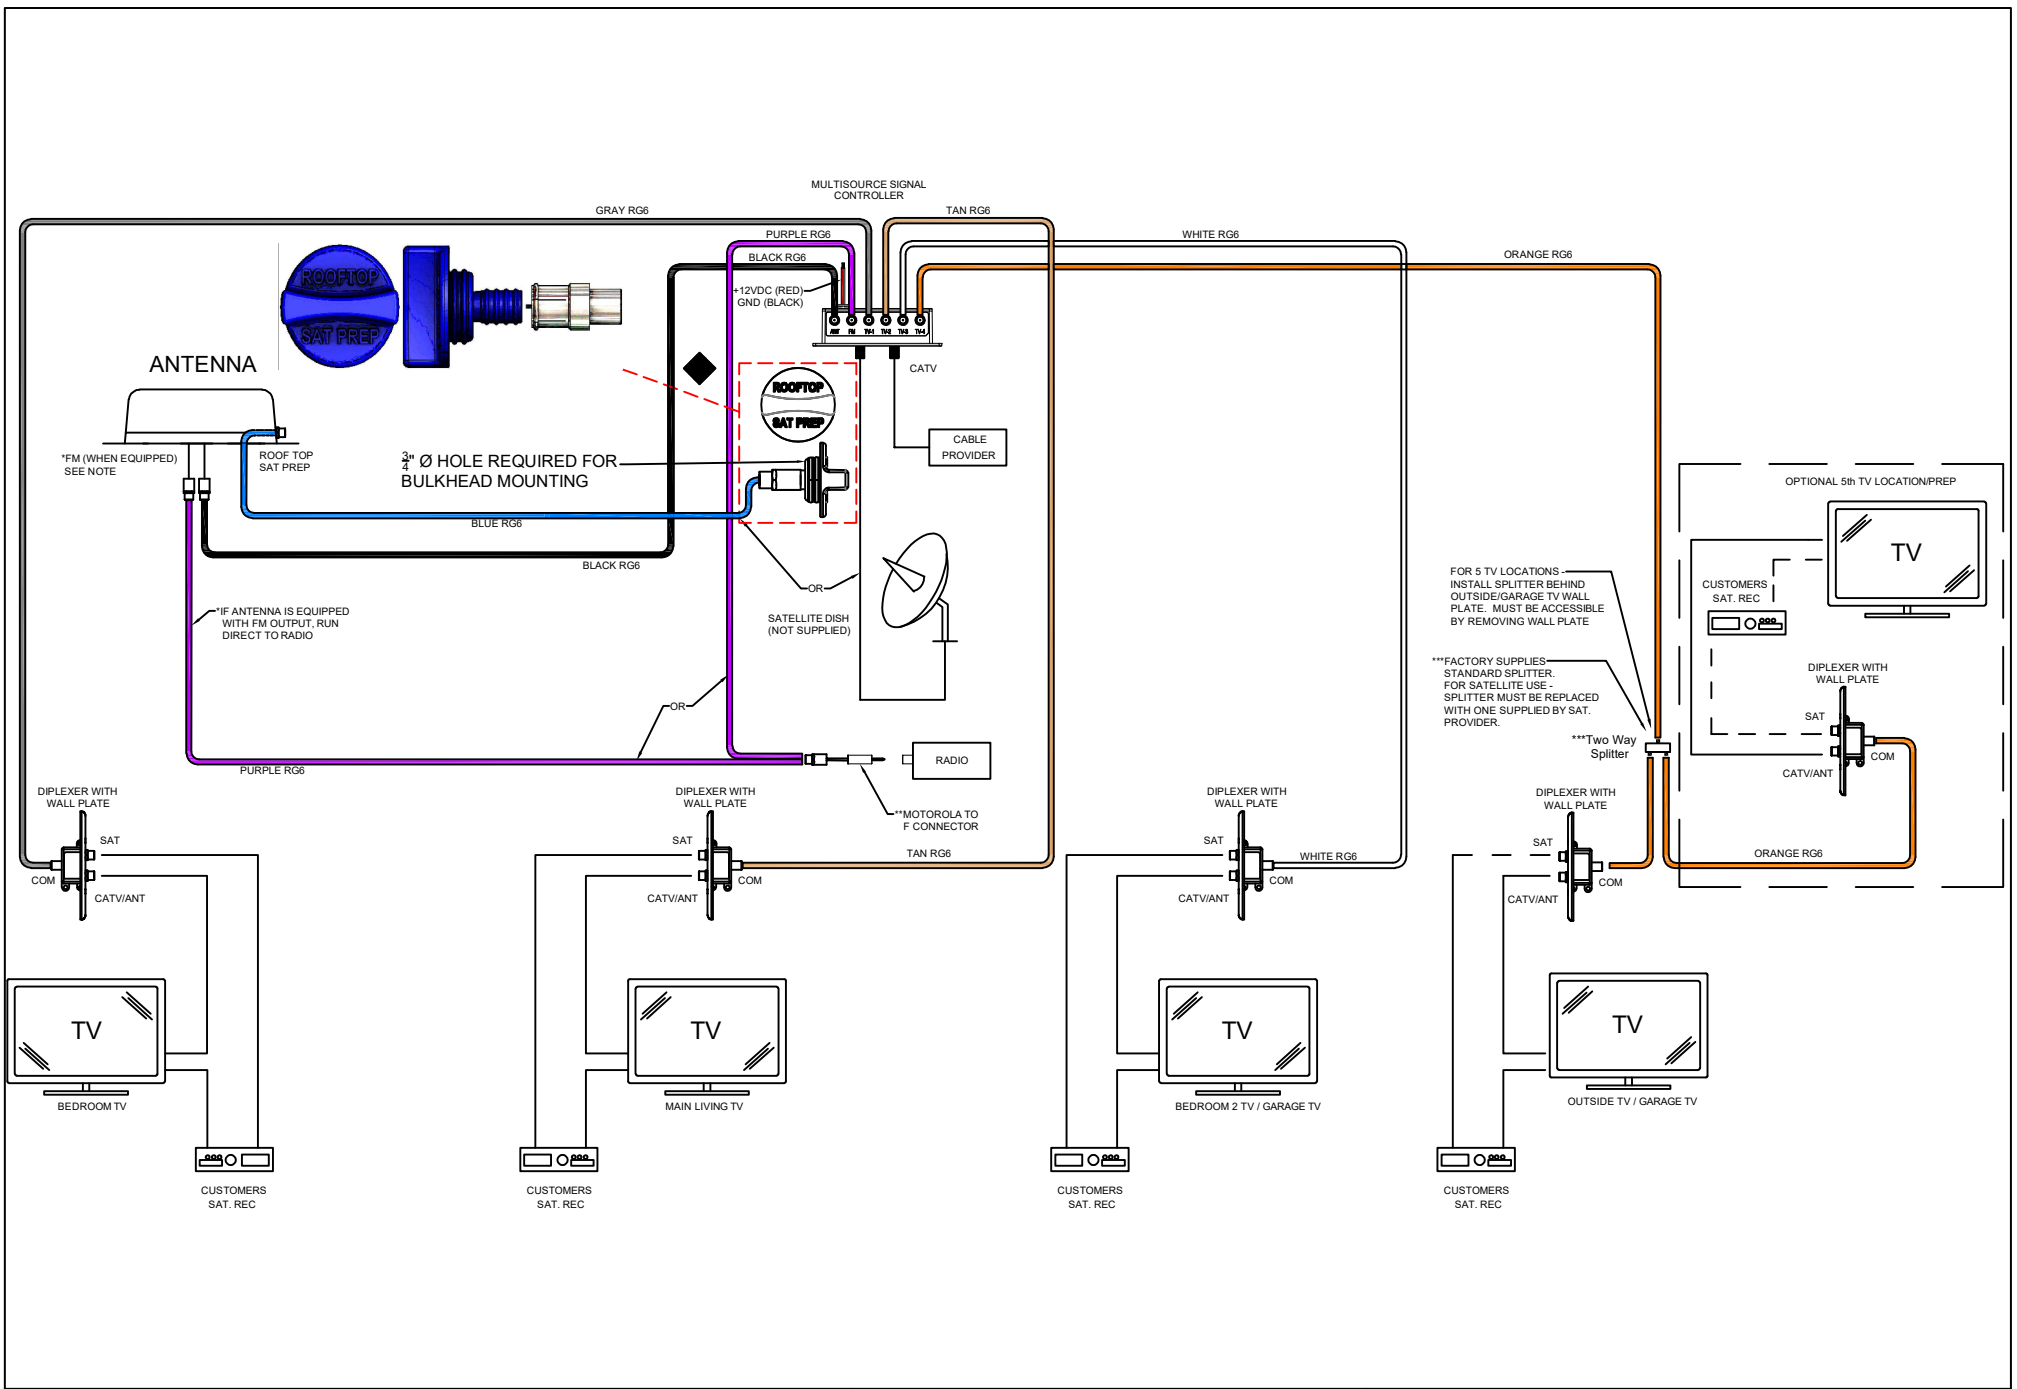 MULTISOURCE SIGNAL
CONTROLLER
GRAY RG6
TAN RG6
PURPLE RG6
WHITE RG6
BLACK RG6
ORANGE RG6
+12VDC (RED)
GND (BLACK)
ROOFTOP
SAT PREP
ANT FM TV-1 TV-2 TV-3 TV-4
ANTENNA
CATV
ROOFTOP
SAT PREP
*FM (WHEN EQUIPPED)
SEE NOTE
ROOF TOP
SAT PREP
3/4" Ø HOLE REQUIRED FOR
BULKHEAD MOUNTING
CABLE
PROVIDER
BLUE RG6
BLACK RG6
OR
SATELLITE DISH
(NOT SUPPLIED)
*IF ANTENNA IS EQUIPPED
WITH FM OUTPUT, RUN
DIRECT TO RADIO
OR
PURPLE RG6
RADIO
**MOTOROLA TO
F CONNECTOR
OPTIONAL 5th TV LOCATION/PREP
TV
CUSTOMERS
SAT. REC
FOR 5 TV LOCATIONS -
INSTALL SPLITTER BEHIND
OUTSIDE/GARAGE TV WALL
PLATE. MUST BE ACCESSIBLE
BY REMOVING WALL PLATE
***FACTORY SUPPLIES
STANDARD SPLITTER.
FOR SATELLITE USE -
SPLITTER MUST BE REPLACED
WITH ONE SUPPLIED BY SAT.
PROVIDER.
***Two Way
Splitter
DIPLEXER WITH
WALL PLATE
SAT
COM
CATV/ANT
ORANGE RG6
DIPLEXER WITH
WALL PLATE
SAT
COM
CATV/ANT
TV
BEDROOM TV
CUSTOMERS
SAT. REC
DIPLEXER WITH
WALL PLATE
SAT
TAN RG6
COM
CATV/ANT
TV
MAIN LIVING TV
CUSTOMERS
SAT. REC
DIPLEXER WITH
WALL PLATE
SAT
WHITE RG6
COM
CATV/ANT
TV
BEDROOM 2 TV / GARAGE TV
CUSTOMERS
SAT. REC
DIPLEXER WITH
WALL PLATE
SAT
COM
CATV/ANT
TV
OUTSIDE TV / GARAGE TV
CUSTOMERS
SAT. REC